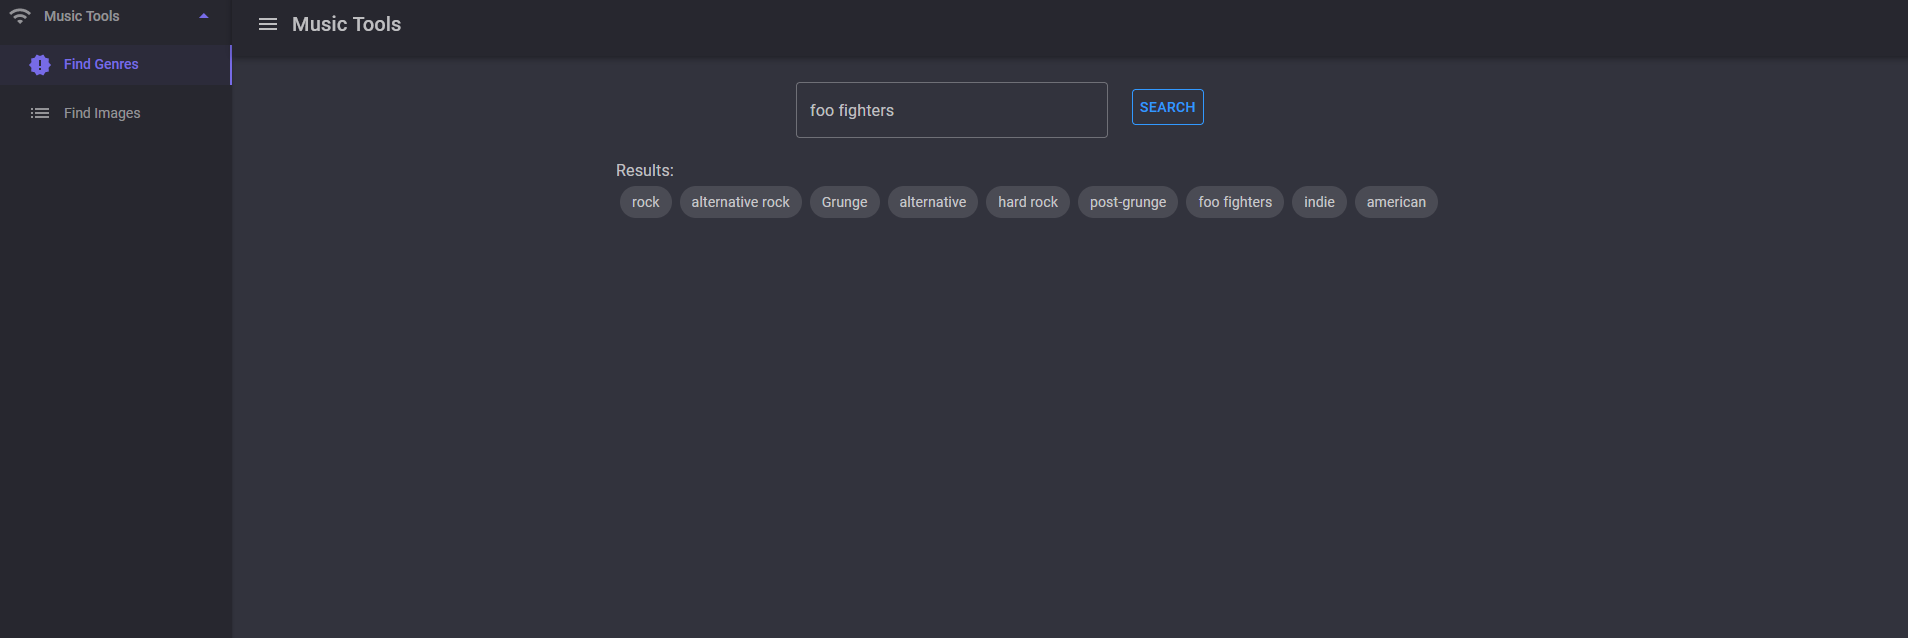 Music Tools
Find Genres
Find Images
Music Tools
foo fighters
SEARCH
Results:
rock alternative rock Grunge alternative hard rock post-grunge foo fighters indie american